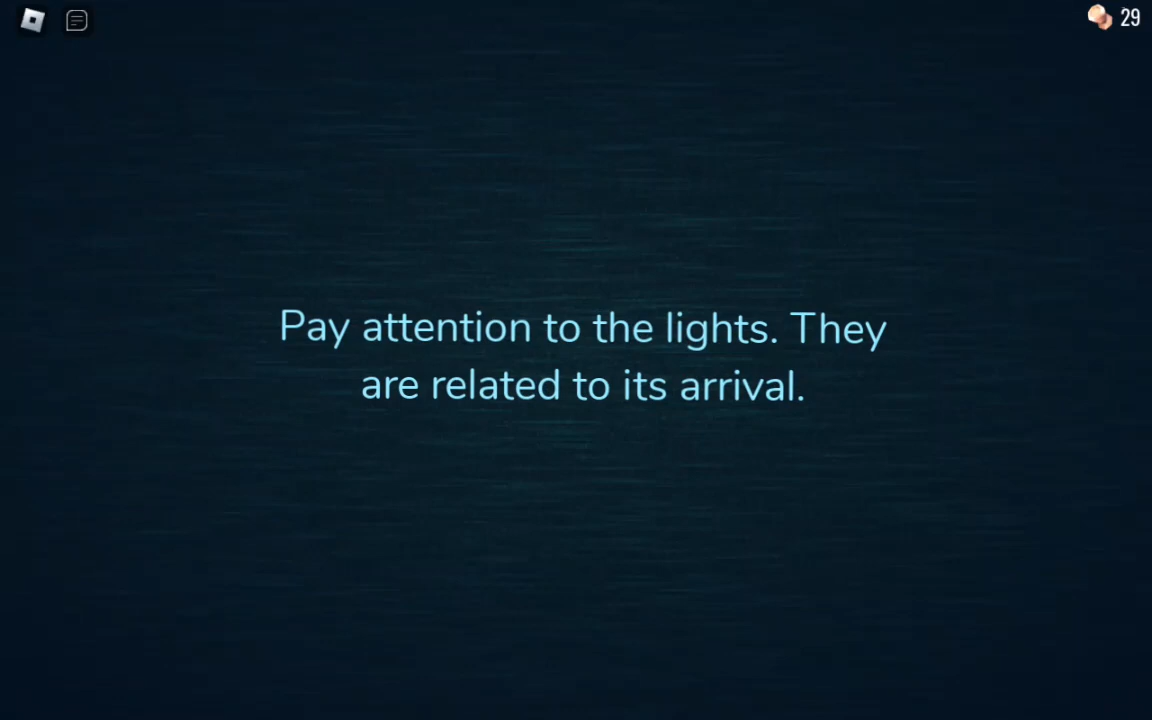 29
Pay attention to the lights. They
are related to its arrival.